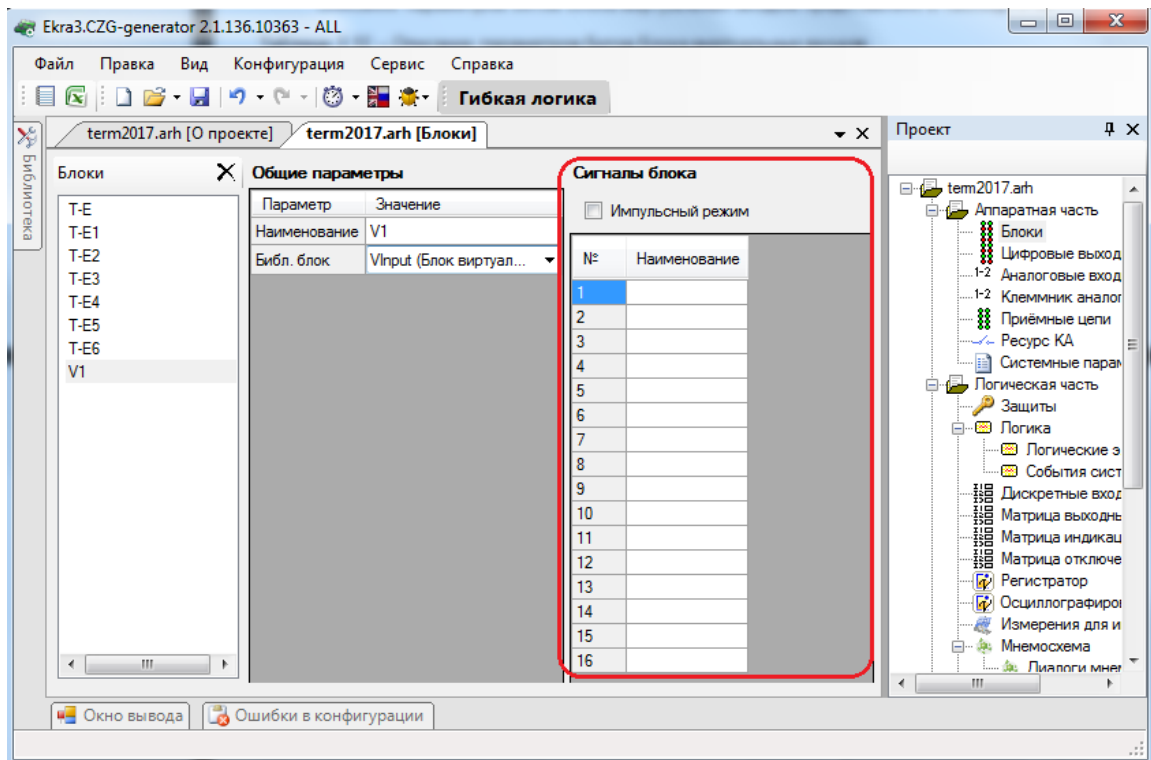 Ekra3.CZG-generator 2.1.136.10363 - ALL
Файл Правка Вид Конфигурация Сервис Справка
Гибкая логика
term2017.arh [О проекте] term2017.arh [Блоки]
Проект
Библиотека
Блоки
T-E
T-E1
T-E2
T-E3
T-E4
T-E5
T-E6
V1
Общие параметры
Параметр Значение
Наименование V1
Библ. блок VInput (Блок виртуал...
Сигналы блока
Импульсный режим
№ Наименование
1
2
3
4
5
6
7
8
9
10
11
12
13
14
15
16
term2017.arh
Аппаратная часть
Блоки
Цифровые выход
1-2 Аналоговые вход
1-2 Клеммник аналог
Приёмные цепи
Ресурс КА
Системные парам
Логическая часть
Защиты
Логика
Логические э
События сист
Дискретные вход
Матрица выходнь
Матрица индикац
Матрица отключе
Регистратор
Осциллографиро
Измерения для и
Мнемосхема
Диалоги мнем
Окно вывода Ошибки в конфигурации